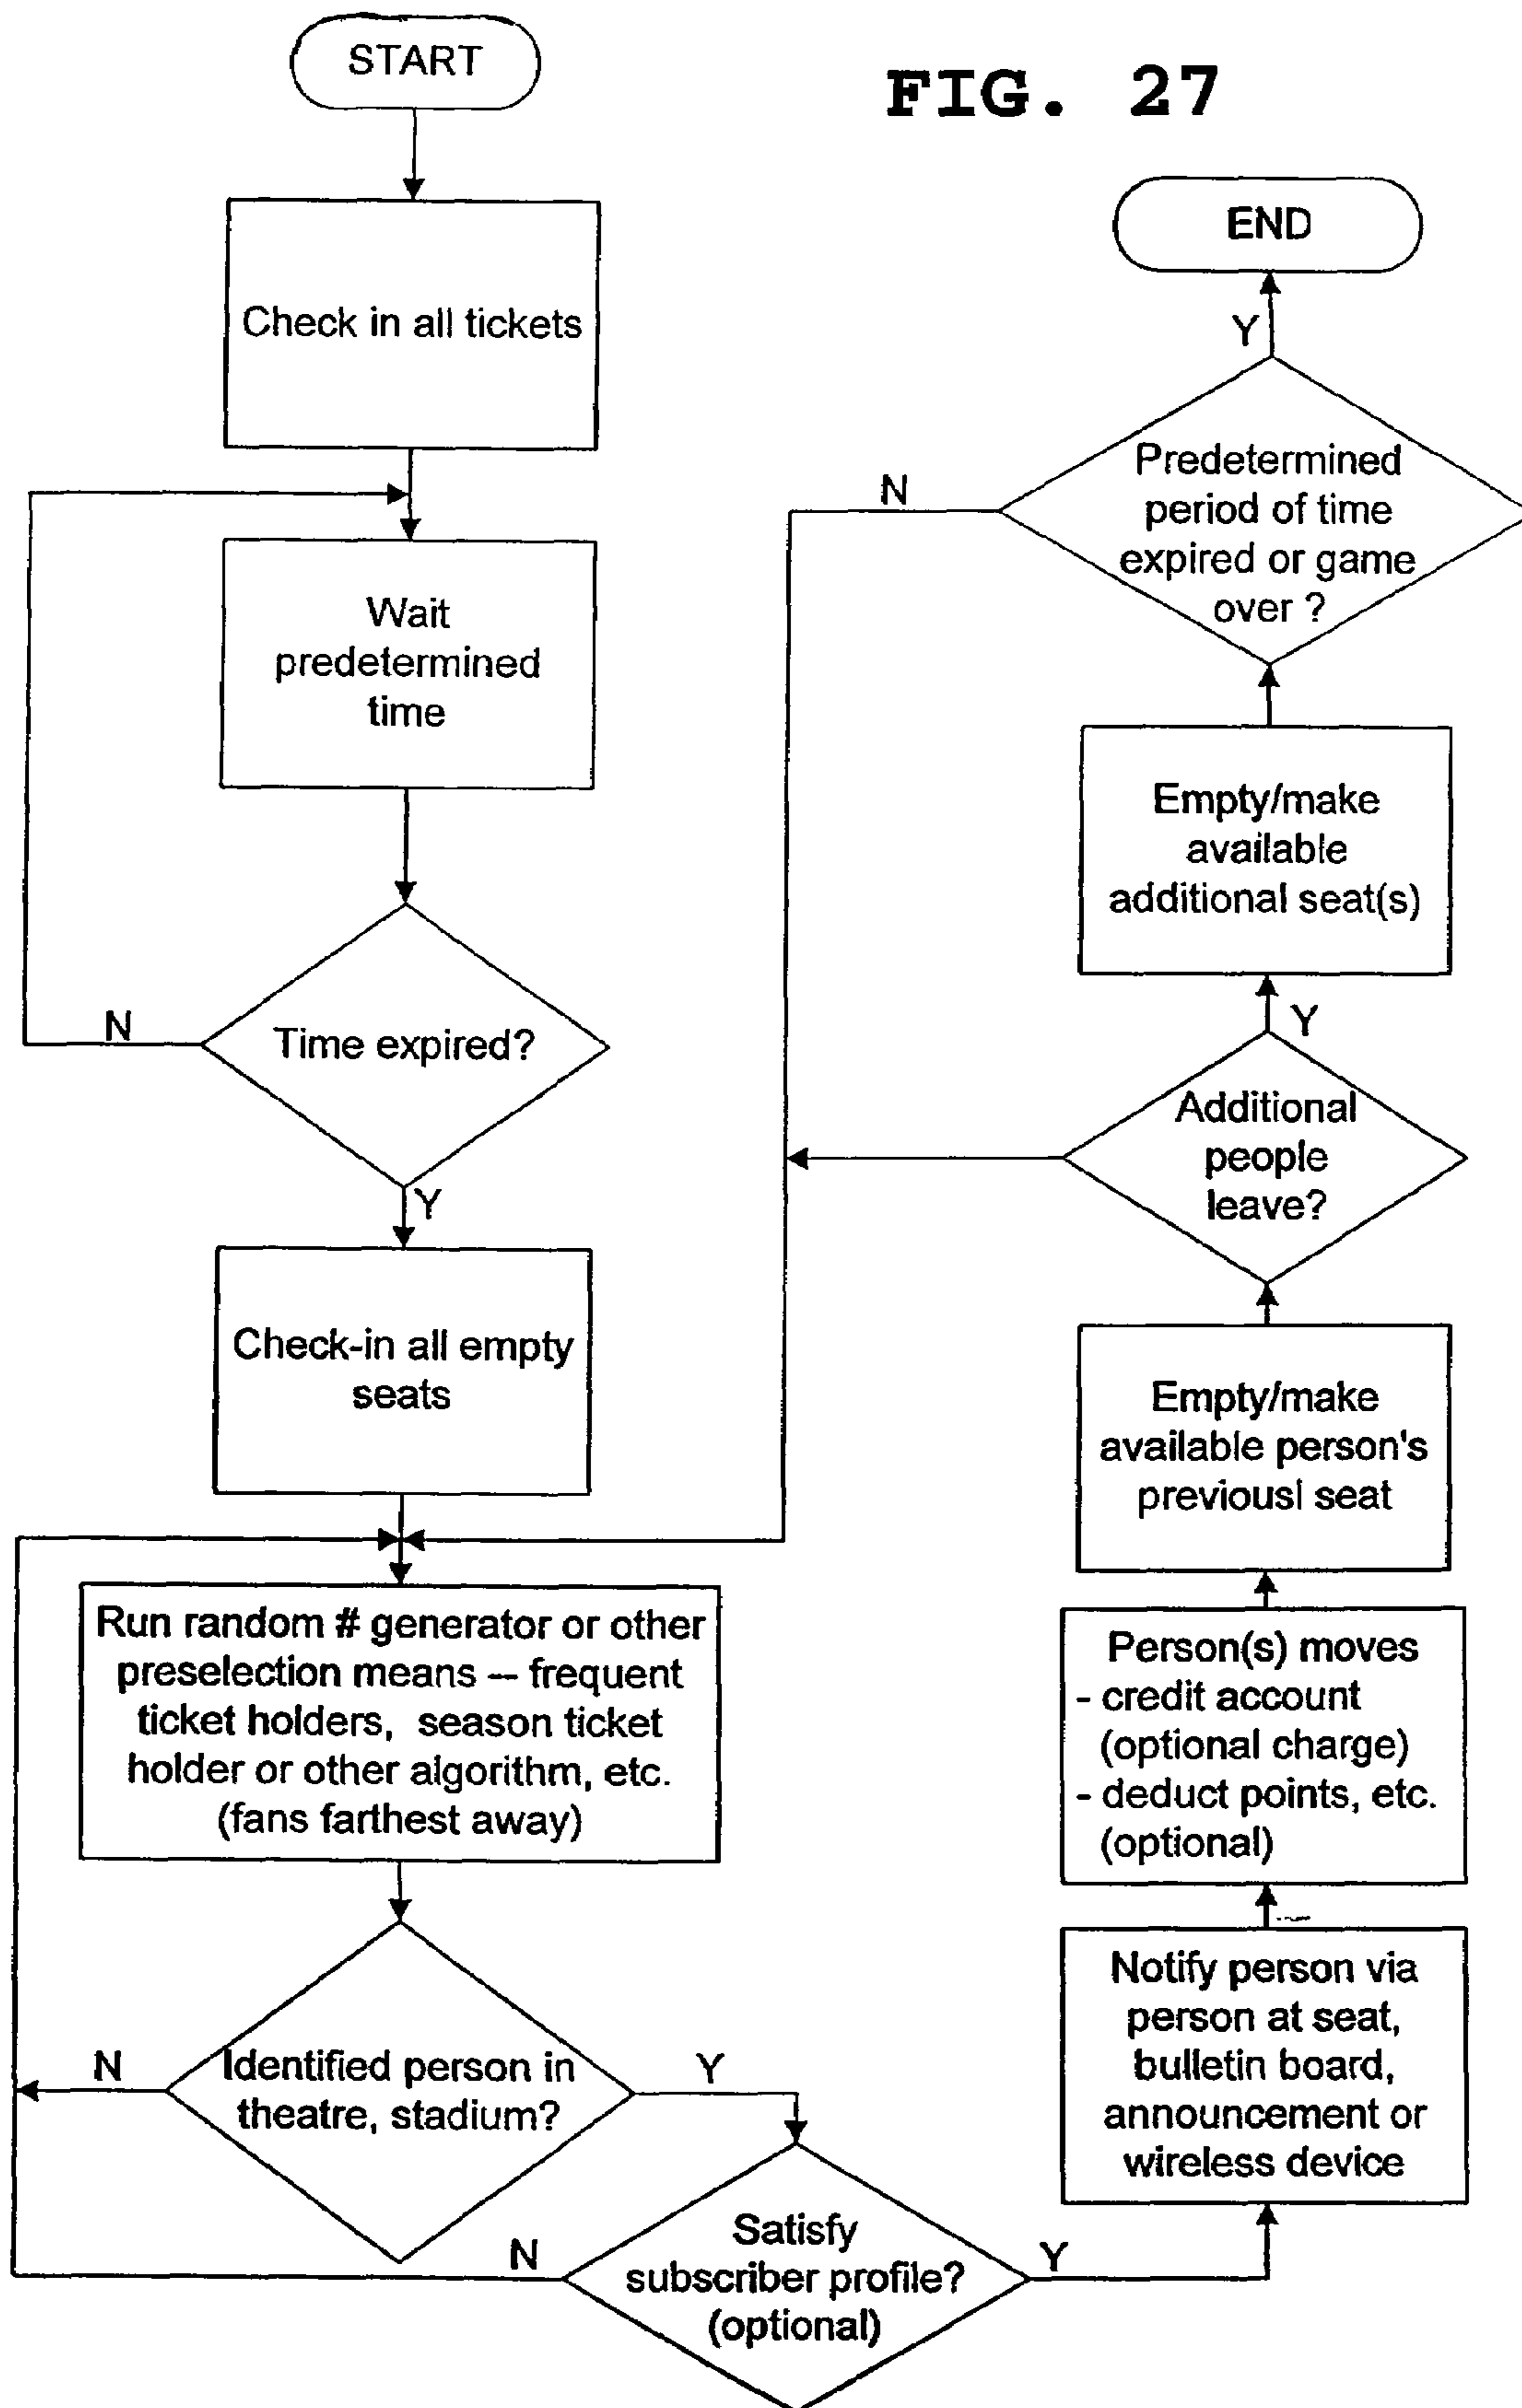 START
FIG. 27
Check in all tickets
Wait
predetermined
time
N
Time expired?
Y
Check-in all empty
seats
Run random # generator or other
preselection means -- frequent
ticket holders, season ticket
holder or other algorithm, etc.
(fans farthest away)
N
Identified person in
theatre, stadium?
Y
N
Satisfy
subscriber profile?
(optional)
Y
Notify person via
person at seat,
bulletin board,
announcement or
wireless device
Person(s) moves
- credit account
(optional charge)
- deduct points, etc.
(optional)
Empty/make
available person's
previousl seat
Additional
people
leave?
Y
Empty/make
available
additional seat(s)
Predetermined
period of time
expired or game
over ?
N
Y
END